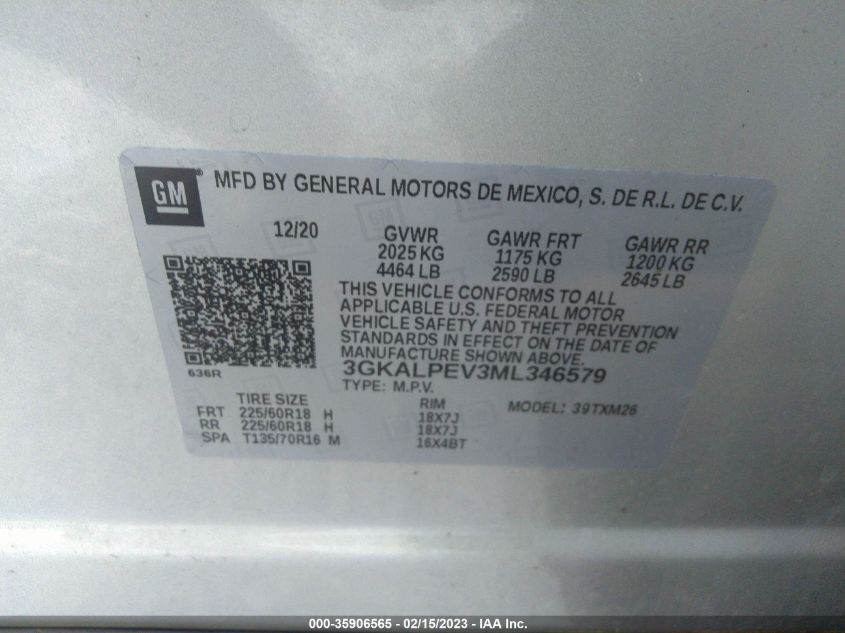 GM
MFD BY GENERAL MOTORS DE MEXICO, S. DE R.L. DE C.V.
12/20 GVWR GAWR FRT GAWR RR
2025 KG 1175 KG 1200 KG
4464 LB 2590 LB 2645 LB
THIS VEHICLE CONFORMS TO ALL
APPLICABLE U.S. FEDERAL MOTOR
VEHICLE SAFETY AND THEFT PREVENTION
STANDARDS IN EFFECT ON THE DATE OF
MANUFACTURE SHOWN ABOVE.
636R 3GKALPEV3ML346579
TYPE: M.P.V.
TIRE SIZE RIM MODEL: 39TXM26
FRT 225/60R18 H 18X7J
RR 225/60R18 H 18X7J
SPA T135/70R16 M 16X4BT
000-35906565 - 02/15/2023 - IAA Inc.